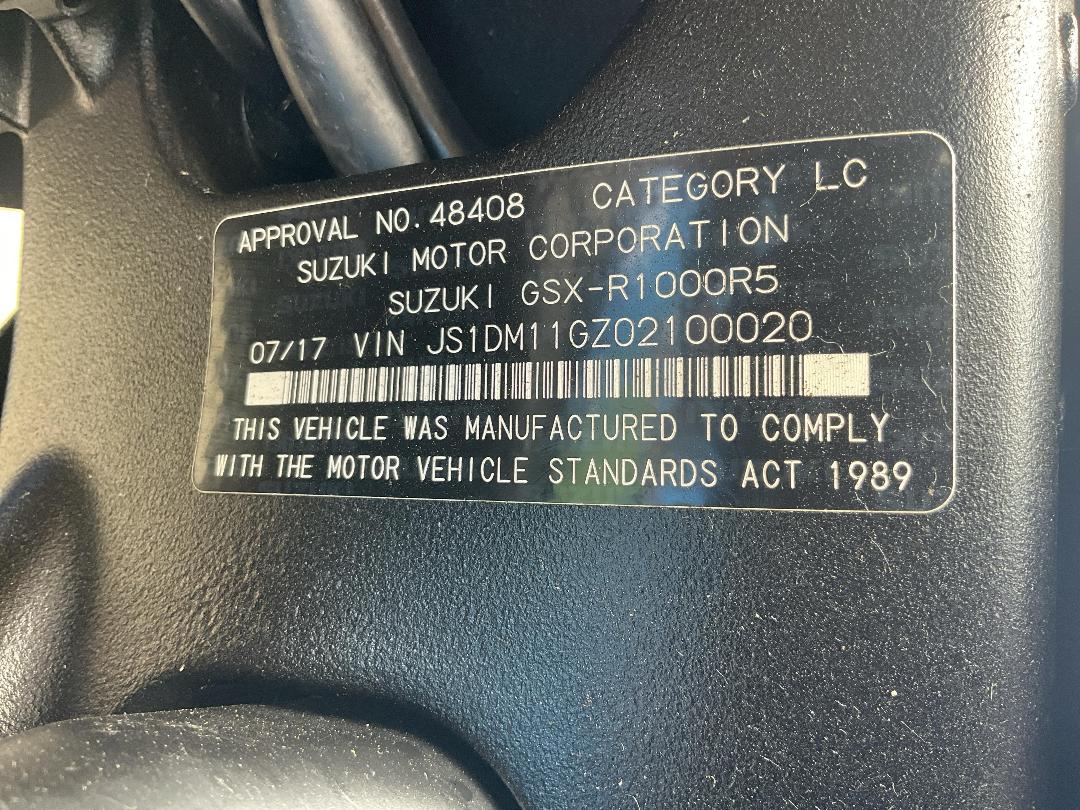 APPROVAL NO. 48408 CATEGORY LC
SUZUKI MOTOR CORPORATION
SUZUKI GSX-R1000R5
07/17 VIN JS1DM11GZ02100020
THIS VEHICLE WAS MANUFACTURED TO COMPLY
WITH THE MOTOR VEHICLE STANDARDS ACT 1989